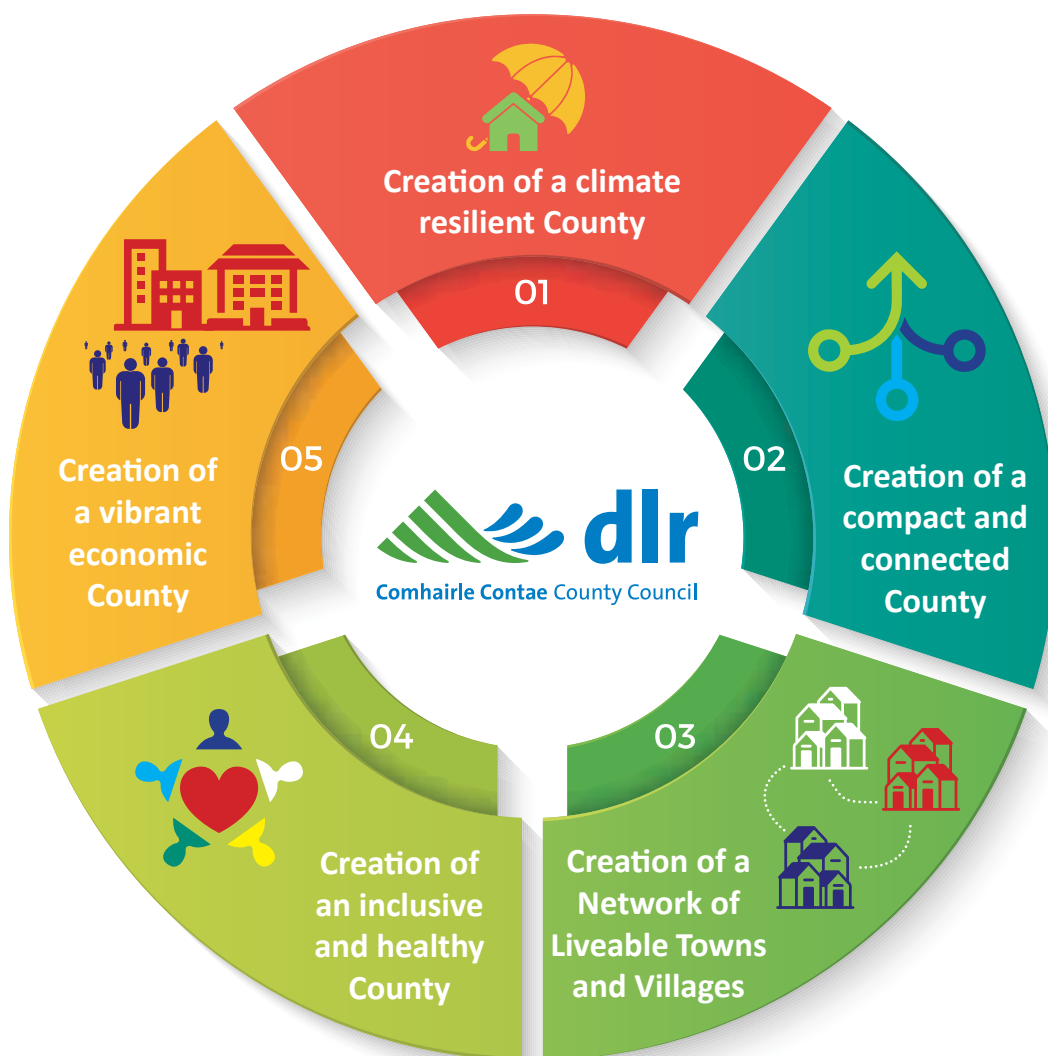 Creation of a climate
resilient County
01
02
Creation of a
compact and
connected
County
03
Creation of a
Network of
Liveable Towns
and Villages
04
Creation of
an inclusive
and healthy
County
05
Creation of
a vibrant
economic
County
dlr
Comhairle Contae County Council